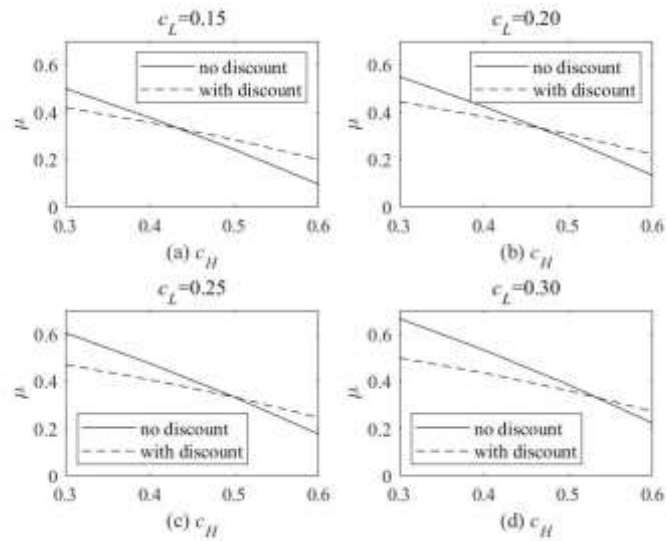 c_L=0.15
0.6
0.4
0.2
0
μ
no discount
with discount
0.3 0.4 0.5 0.6
(a) c_H
c_L=0.20
0.6
0.4
0.2
0
μ
no discount
with discount
0.3 0.4 0.5 0.6
(b) c_H
c_L=0.25
0.6
0.4
0.2
0
μ
no discount
with discount
0.3 0.4 0.5 0.6
(c) c_H
c_L=0.30
0.6
0.4
0.2
0
μ
no discount
with discount
0.3 0.4 0.5 0.6
(d) c_H